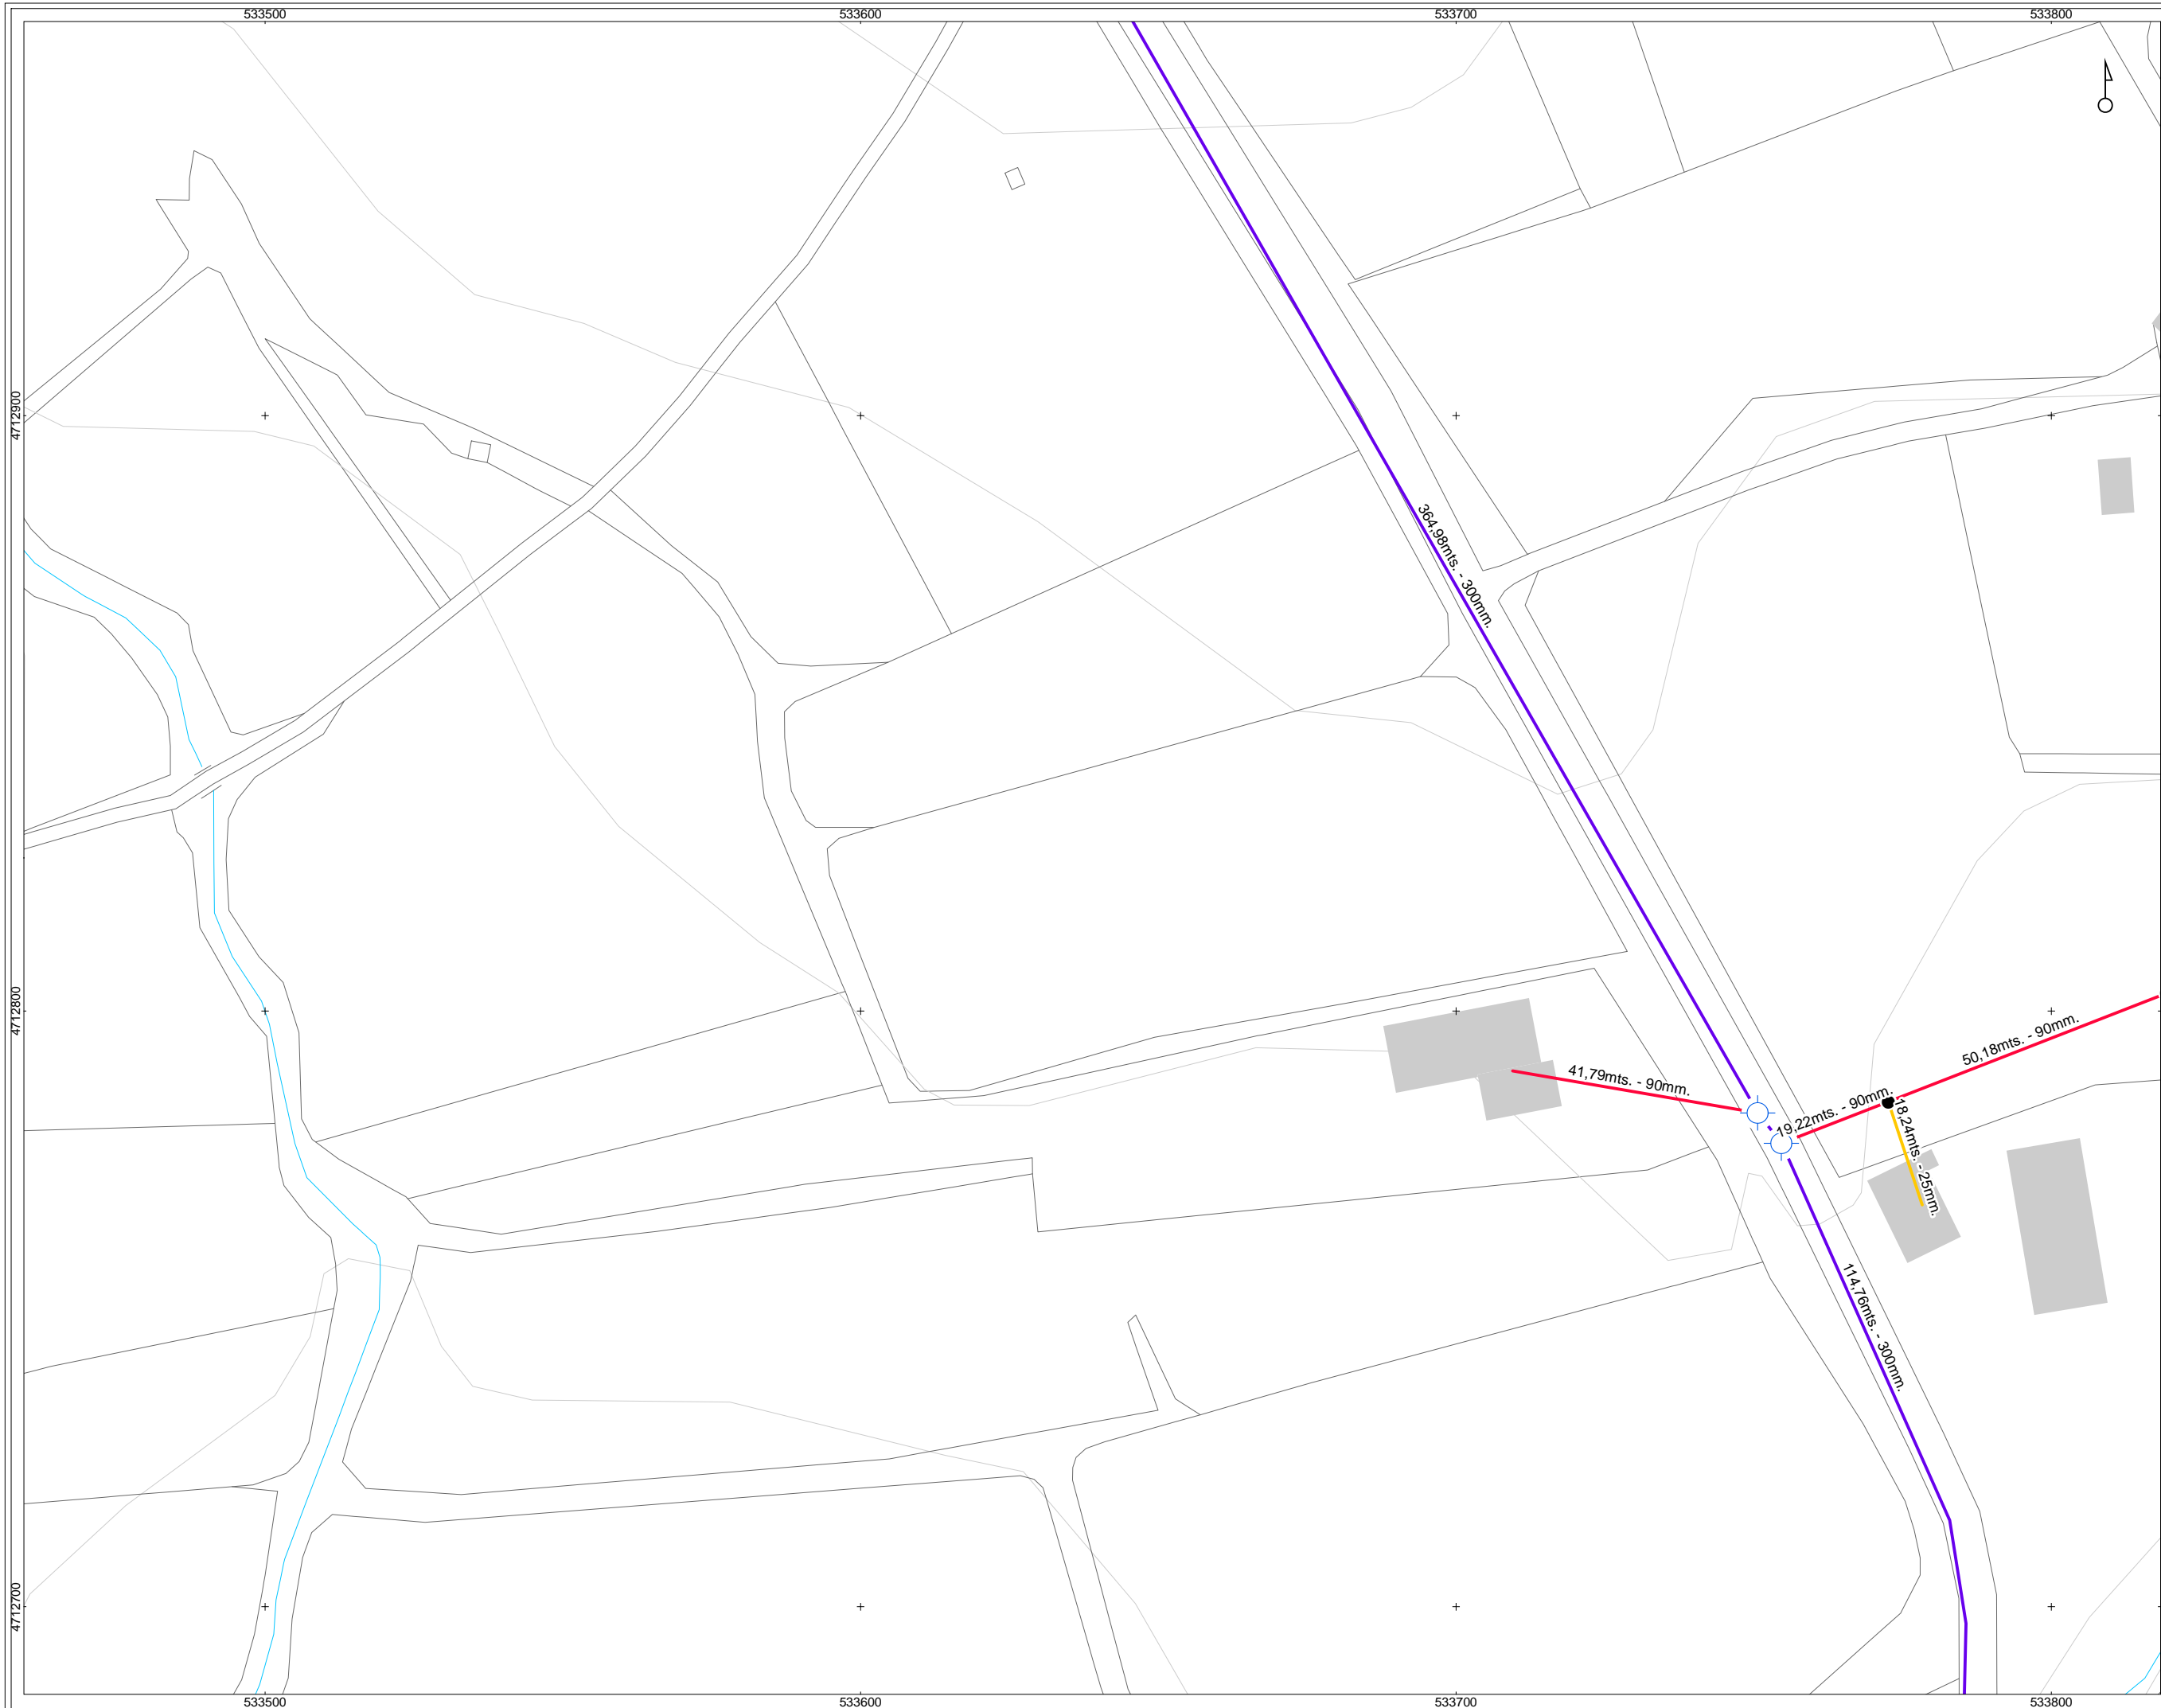 533500
533600
533700
533800
4712900
364,98mts. - 300mm.
4712800
50,18mts. - 90mm.
41,79mts. - 90mm.
19,22mts. - 90mm.
18,24mts. - 25mm.
114,76mts. - 300mm.
4712700
533500
533600
533700
533800